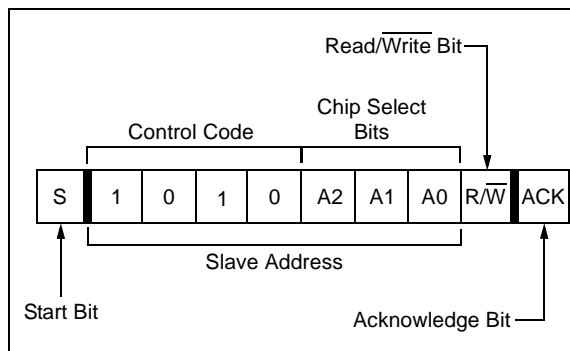 Read/Write Bit
Chip Select
Control Code Bits
S 1 0 1 0 A2 A1 A0 R/W ACK
Slave Address
Start Bit
Acknowledge Bit